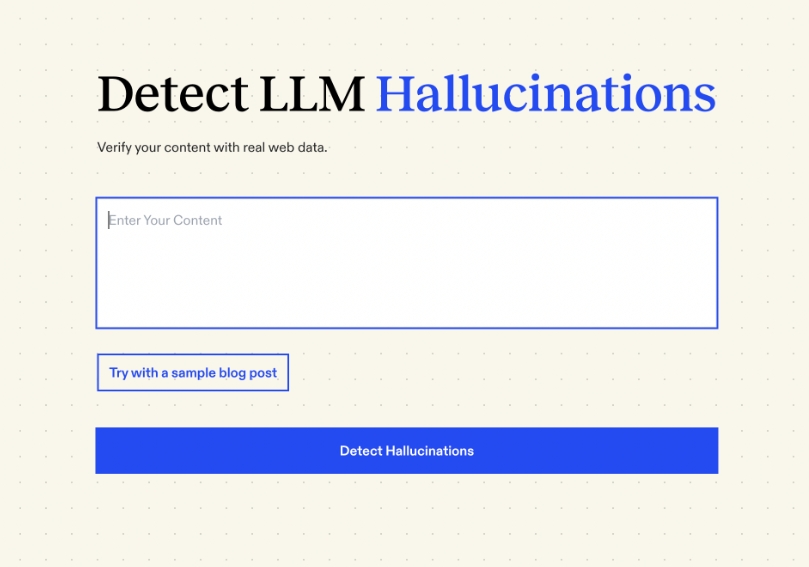 Detect LLM Hallucinations
Verify your content with real web data.
Enter Your Content
Try with a sample blog post
Detect Hallucinations